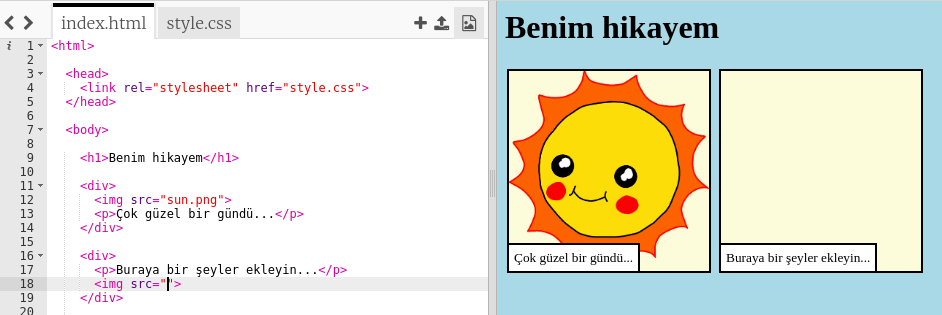 index.html style.css
i 1 <html>
2
3 <head>
4 <link rel="stylesheet" href="style.css">
5 </head>
6
7 <body>
8
9 <h1>Benim hikayem</h1>
10
11 <div>
12 <img src="sun.png">
13 <p>Çok güzel bir gündü...</p>
14 </div>
15
16 <div>
17 <p>Buraya bir şeyler ekleyin...</p>
18 <img src="">
19 </div>
20
Benim hikayem
Çok güzel bir gündü...
Buraya bir şeyler ekleyin...